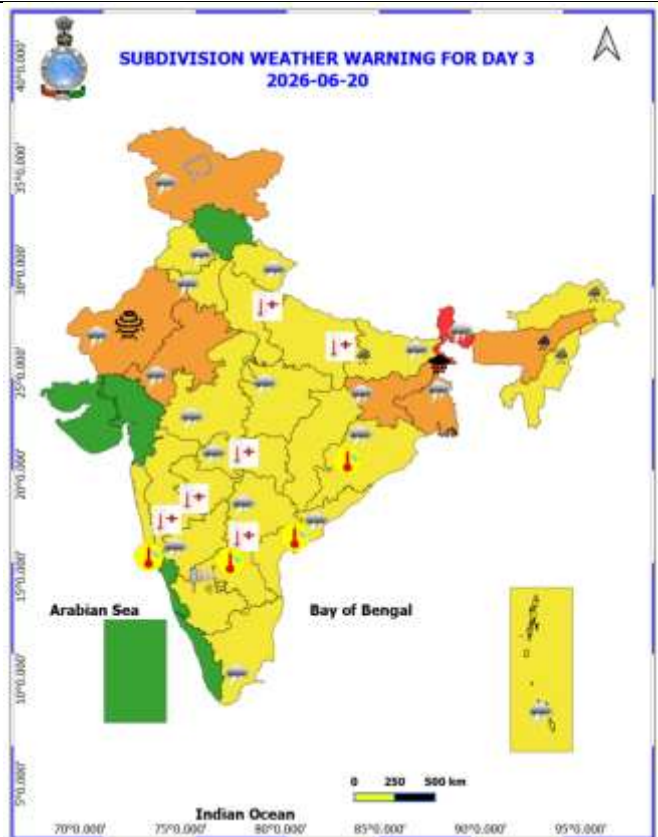 SUBDIVISION WEATHER WARNING FOR DAY 3
2026-06-20
40°0.000'
35°0.000'
30°0.000'
25°0.000'
20°0.000'
15°0.000'
10°0.000'
5°0.000'
Arabian Sea
Bay of Bengal
0 250 500 km
Indian Ocean
70°0.000' 75°0.000' 80°0.000' 85°0.000' 90°0.000' 95°0.000'